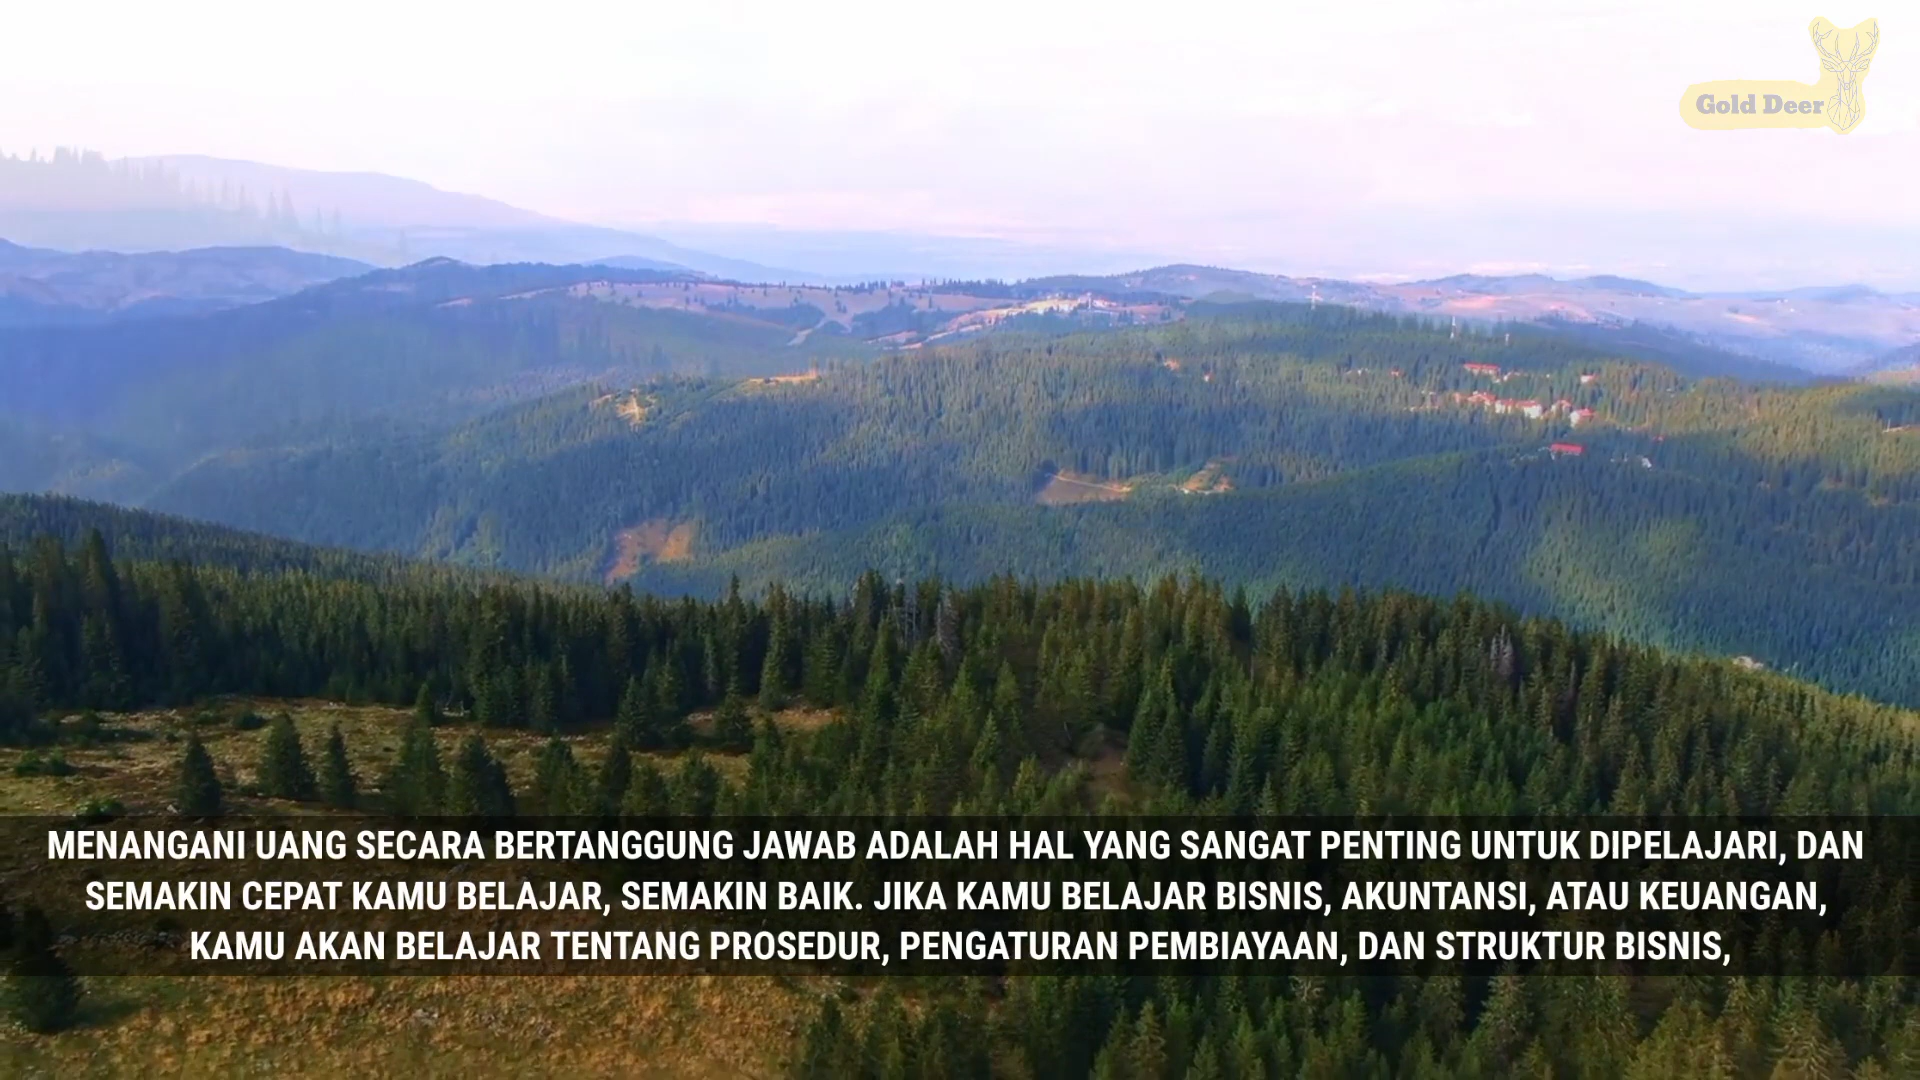 Gold Deer
MENANGANI UANG SECARA BERTANGGUNG JAWAB ADALAH HAL YANG SANGAT PENTING UNTUK DIPELAJARI, DAN
SEMAKIN CEPAT KAMU BELAJAR, SEMAKIN BAIK. JIKA KAMU BELAJAR BISNIS, AKUNTANSI, ATAU KEUANGAN,
KAMU AKAN BELAJAR TENTANG PROSEDUR, PENGATURAN PEMBIAYAAN, DAN STRUKTUR BISNIS,